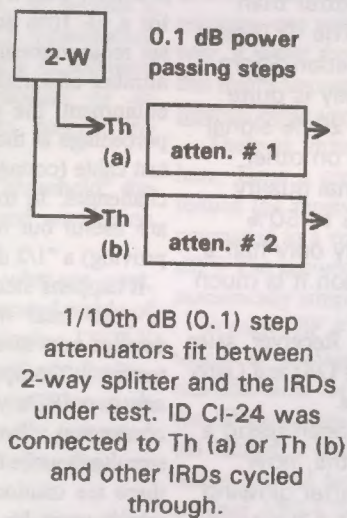 2-W
0.1 dB power
passing steps
Th
(a)
atten. # 1
Th
(b)
atten. # 2
1/10th dB (0.1) step
attenuators fit between
2-way splitter and the IRDs
under test. ID CI-24 was
connected to Th (a) or Th (b)
and other IRDs cycled
through.